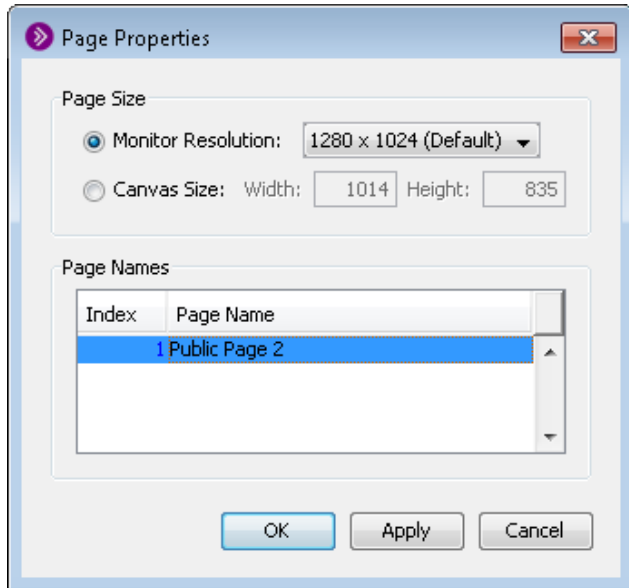 Page Properties
Page Size
Monitor Resolution: 1280 x 1024 (Default)
Canvas Size: Width: 1014 Height: 835
Page Names
Index Page Name
1 Public Page 2
OK Apply Cancel